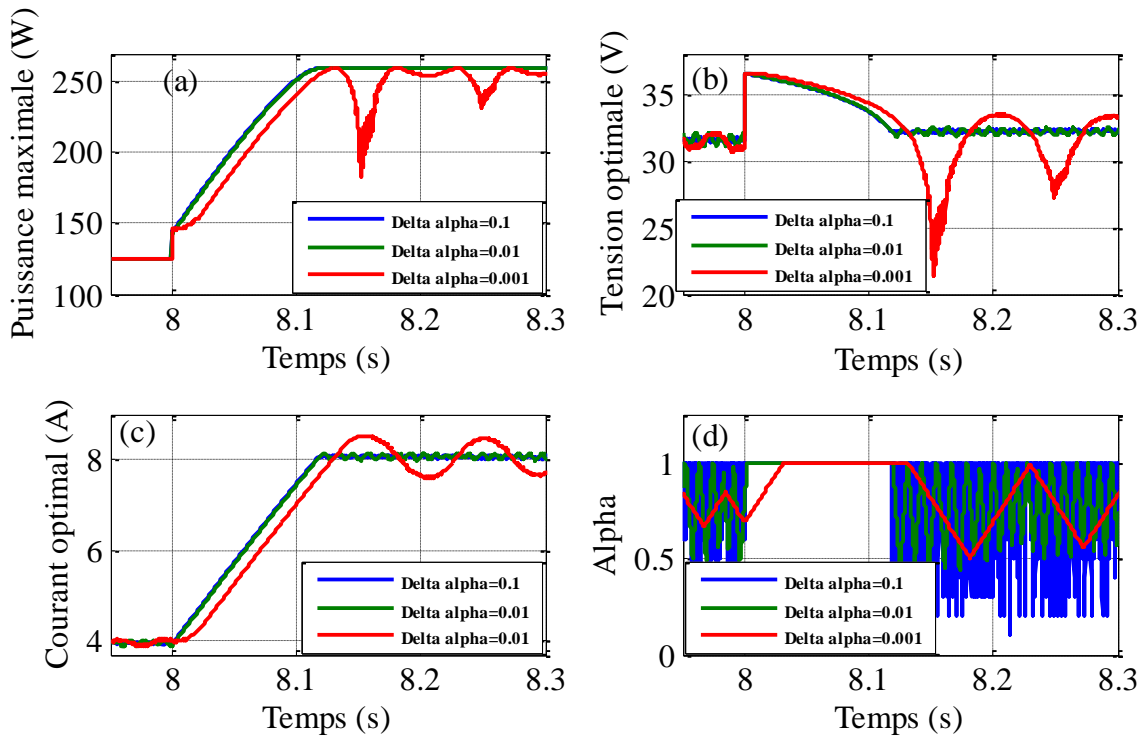 Puissance maximale (W)
250
200
150
100
(a)
Delta alpha=0.1
Delta alpha=0.01
Delta alpha=0.001
8
8.1
8.2
8.3
Temps (s)
Tension optimale (V)
35
30
25
20
(b)
Delta alpha=0.1
Delta alpha=0.01
Delta alpha=0.001
8
8.1
8.2
8.3
Temps (s)
Courant optimal (A)
8
6
4
(c)
Delta alpha=0.1
Delta alpha=0.01
Delta alpha=0.01
8
8.1
8.2
8.3
Temps (s)
Alpha
1
0.5
0
(d)
Delta alpha=0.1
Delta alpha=0.01
Delta alpha=0.001
8
8.1
8.2
8.3
Temps (s)